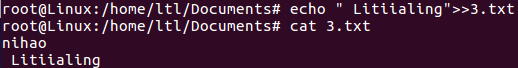 root@Linux:/home/ltl/Documents# echo " Litiialing">>3.txt
root@Linux:/home/ltl/Documents# cat 3.txt
nihao
 Litiialing